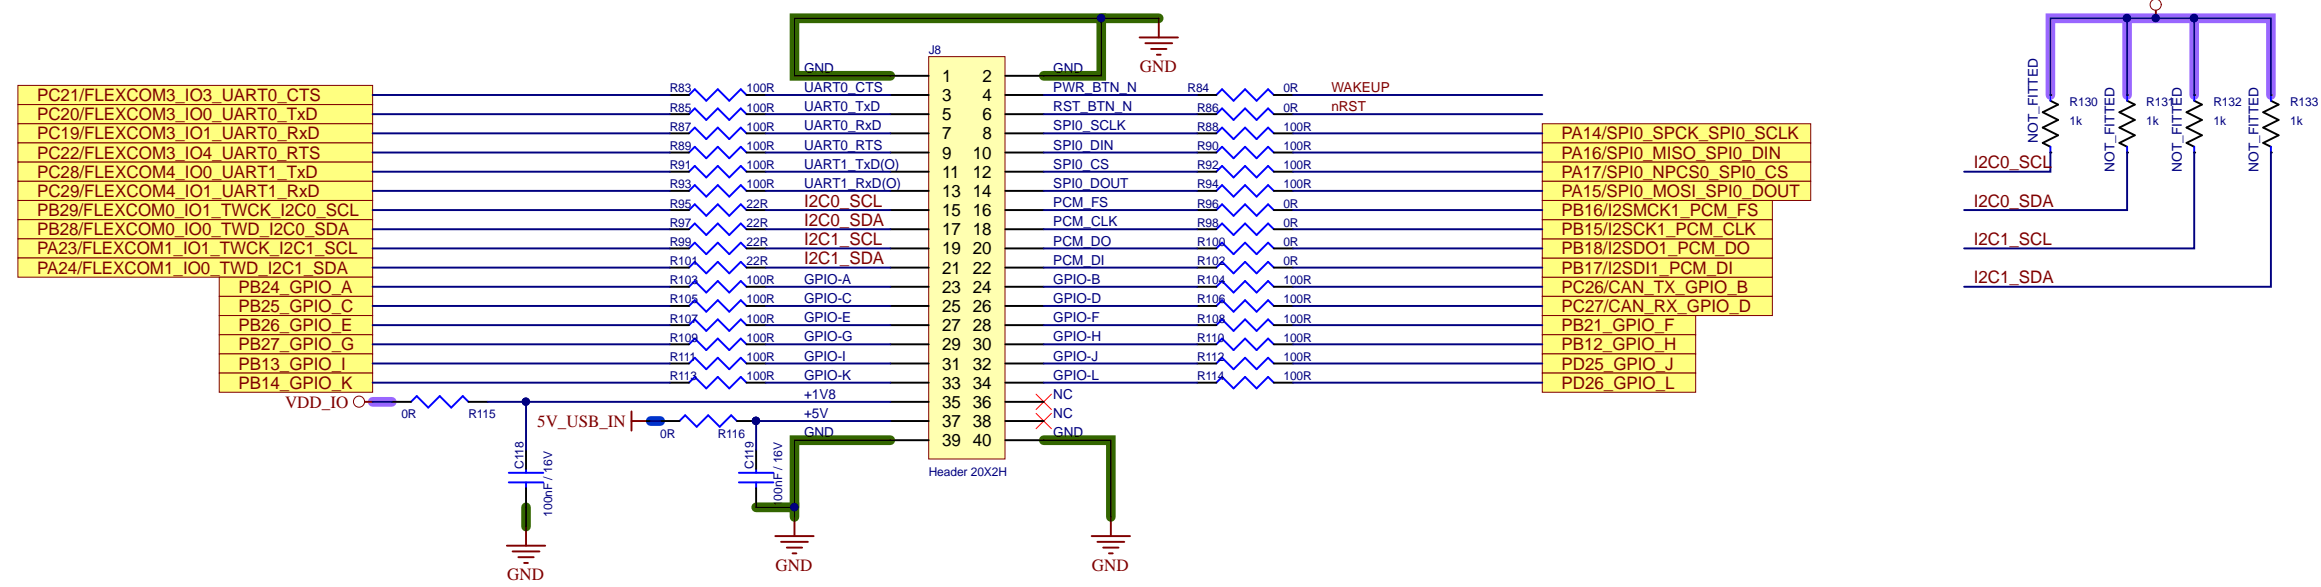 J8
GND
1 2 GND
GND
PC21/FLEXCOM3_IO3_UART0_CTS R83 100R UART0_CTS 3 4 PWR_BTN_N R84 0R WAKEUP
PC20/FLEXCOM3_IO0_UART0_TxD R85 100R UART0_TxD 5 6 RST_BTN_N R86 0R nRST
PC19/FLEXCOM3_IO1_UART0_RxD R87 100R UART0_RxD 7 8 SPI0_SCLK R88 100R PA14/SPI0_SPCK_SPI0_SCLK
PC22/FLEXCOM3_IO4_UART0_RTS R89 100R UART0_RTS 9 10 SPI0_DIN R90 100R PA16/SPI0_MISO_SPI0_DIN
PC28/FLEXCOM4_IO0_UART1_TxD R91 100R UART1_TxD(O) 11 12 SPI0_CS R92 100R PA17/SPI0_NPCS0_SPI0_CS
PC29/FLEXCOM4_IO1_UART1_RxD R93 100R UART1_RxD(O) 13 14 SPI0_DOUT R94 100R PA15/SPI0_MOSI_SPI0_DOUT
PB29/FLEXCOM0_IO1_TWCK_I2C0_SCL R95 22R I2C0_SCL 15 16 PCM_FS R96 0R PB16/I2SMCK1_PCM_FS
PB28/FLEXCOM0_IO0_TWD_I2C0_SDA R97 22R I2C0_SDA 17 18 PCM_CLK R98 0R PB15/I2SCK1_PCM_CLK
PA23/FLEXCOM1_IO1_TWCK_I2C1_SCL R99 22R I2C1_SCL 19 20 PCM_DO R100 0R PB18/I2SDO1_PCM_DO
PA24/FLEXCOM1_IO0_TWD_I2C1_SDA R101 22R I2C1_SDA 21 22 PCM_DI R102 0R PB17/I2SDI1_PCM_DI
PB24_GPIO_A R103 100R GPIO-A 23 24 GPIO-B R104 100R PC26/CAN_TX_GPIO_B
PB25_GPIO_C R105 100R GPIO-C 25 26 GPIO-D R106 100R PC27/CAN_RX_GPIO_D
PB26_GPIO_E R107 100R GPIO-E 27 28 GPIO-F R108 100R PB21_GPIO_F
PB27_GPIO_G R109 100R GPIO-G 29 30 GPIO-H R110 100R PB12_GPIO_H
PB13_GPIO_I R111 100R GPIO-I 31 32 GPIO-J R112 100R PD25_GPIO_J
PB14_GPIO_K R113 100R GPIO-K 33 34 GPIO-L R114 100R PD26_GPIO_L
VDD_IO 0R R115 +1V8 35 36 NC
5V_USB_IN 0R R116 +5V 37 38 NC
GND 39 40 GND
Header 20X2H
C118
100nF / 16V
C119
100nF / 16V
GND
GND
GND
NOT_FITTED R130 1k
NOT_FITTED R131 1k
NOT_FITTED R132 1k
NOT_FITTED R133 1k
I2C0_SCL
I2C0_SDA
I2C1_SCL
I2C1_SDA